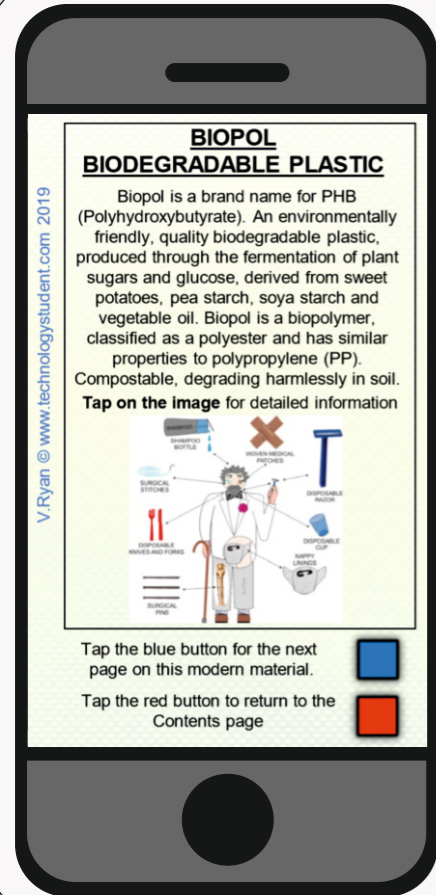 BIOPOL
BIODEGRADABLE PLASTIC
Biopol is a brand name for PHB
(Polyhydroxybutyrate). An environmentally
friendly, quality biodegradable plastic,
produced through the fermentation of plant
sugars and glucose, derived from sweet
potatoes, pea starch, soya starch and
vegetable oil. Biopol is a biopolymer,
classified as a polyester and has similar
properties to polypropylene (PP).
Compostable, degrading harmlessly in soil.
Tap on the image for detailed information
SHAMPOO
SHAMPOO
BOTTLE
WOVEN MEDICAL
PATCHES
SURGICAL
STITCHES
DISPOSABLE
RAZOR
DISPOSABLE
KNIVES AND FORKS
DISPOSABLE
CUP
NAPPY
LININGS
SURGICAL
PINS
V.Ryan © www.technologystudent.com 2019
Tap the blue button for the next
page on this modern material.
Tap the red button to return to the
Contents page